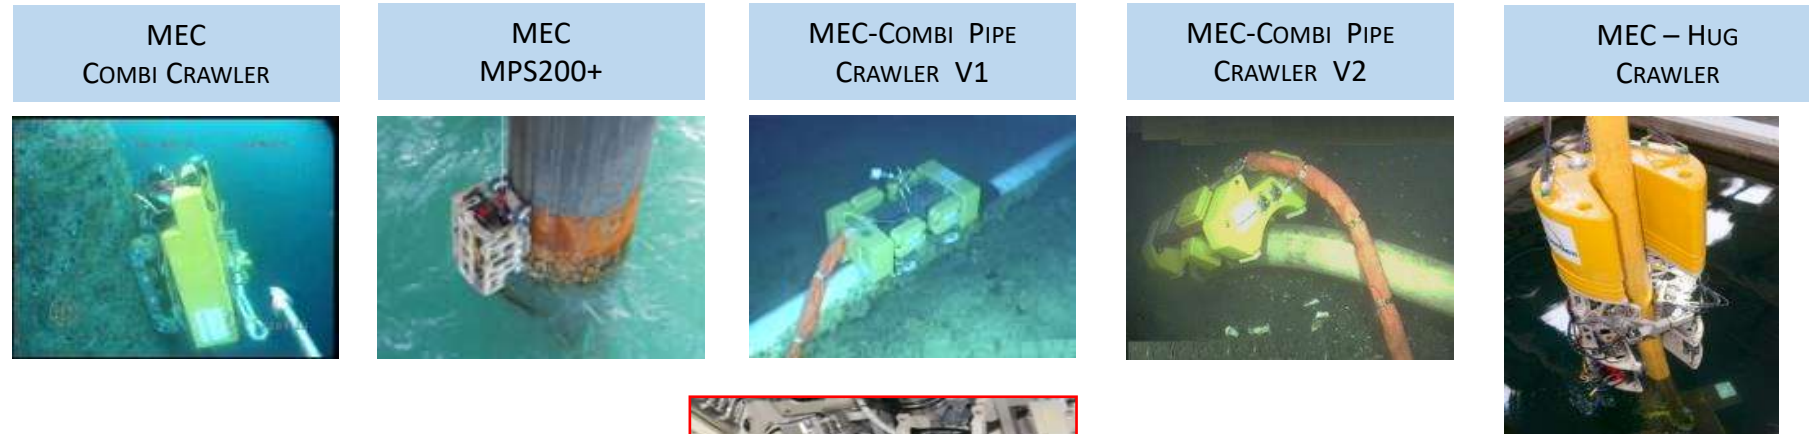 MEC
COMBI CRAWLER
MEC
MPS200+
MEC-COMBI PIPE
CRAWLER V1
MEC-COMBI PIPE
CRAWLER V2
MEC – HUG
CRAWLER